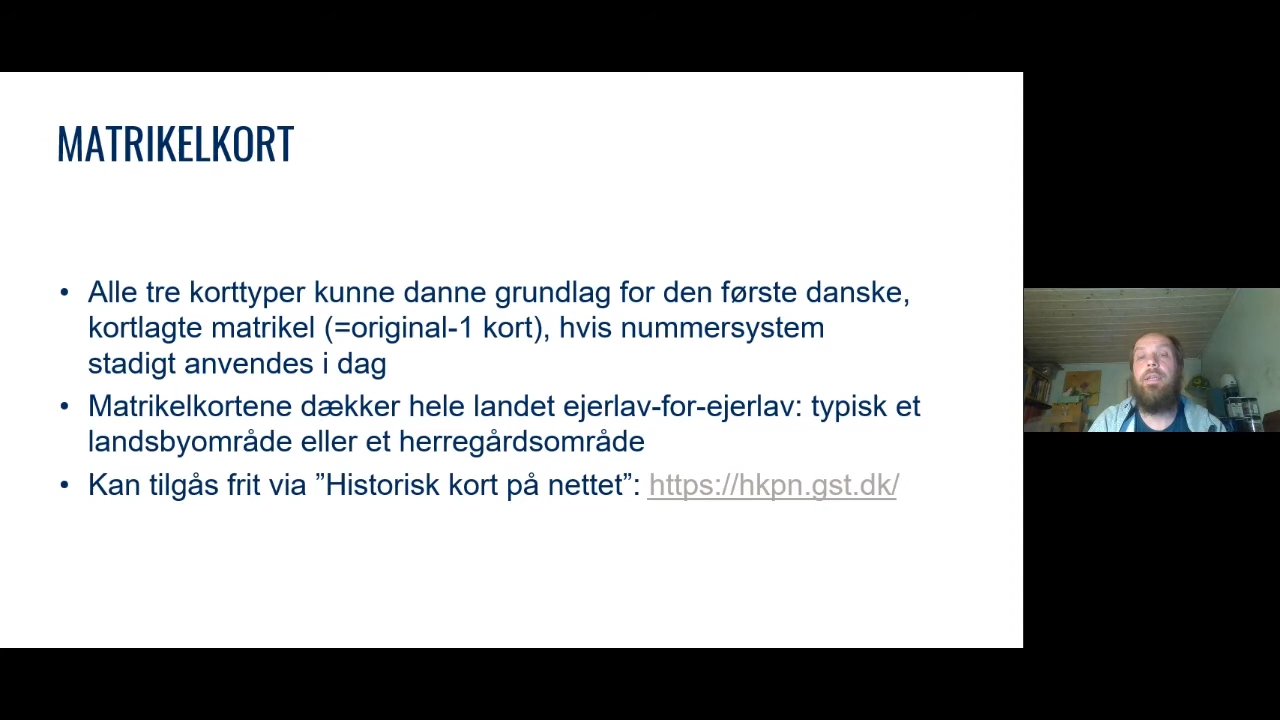 MATRIKELKORT
• Alle tre korttyper kunne danne grundlag for den første danske,
kortlagte matrikel (=original-1 kort), hvis nummersystem
stadigt anvendes i dag
• Matrikelkortene dækker hele landet ejerlav-for-ejerlav: typisk et
landsbyområde eller et herregårdsområde
• Kan tilgås frit via ”Historisk kort på nettet”: https://hkpn.gst.dk/